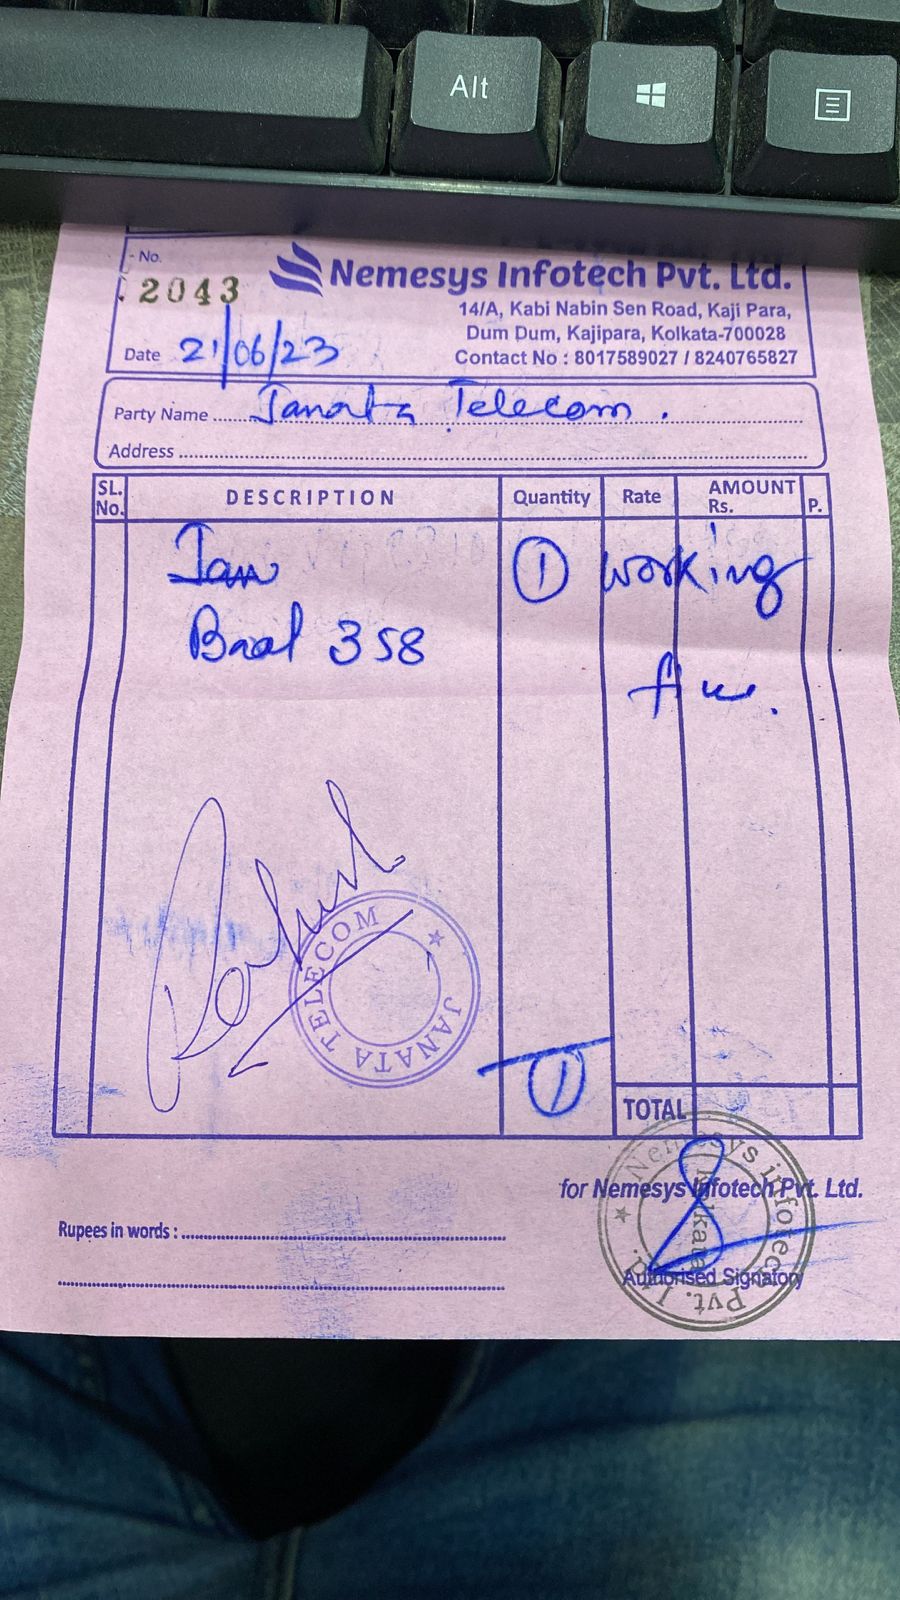 Alt
- No.
2043
Nemesys Infotech Pvt. Ltd.
14/A, Kabi Nabin Sen Road, Kaji Para,
Dum Dum, Kajipara, Kolkata-700028
Date 21/06/23
Contact No : 8017589027 / 8240765827
Party Name Janata Telecom.
Address
SL. No. DESCRIPTION Quantity Rate AMOUNT Rs. P.
1 working
358
fine.
JANATA TELECOM
1
TOTAL
Nemesys Infotech Pvt. Ltd.
Kolkata
for Nemesys Infotech Pvt. Ltd.
Rupees in words :
Authorised Signatory